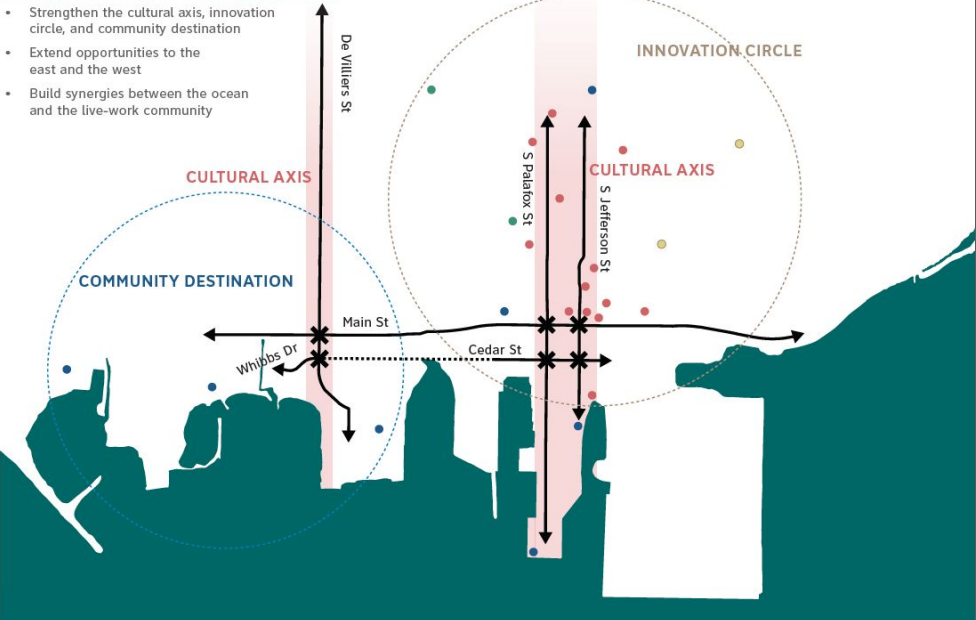 • Strengthen the cultural axis, innovation
circle, and community destination
• Extend opportunities to the
east and the west
• Build synergies between the ocean
and the live-work community
De Villiers St
INNOVATION CIRCLE
CULTURAL AXIS
S Palafox St
CULTURAL AXIS
S Jefferson St
COMMUNITY DESTINATION
Main St
Whibbs Dr
Cedar St